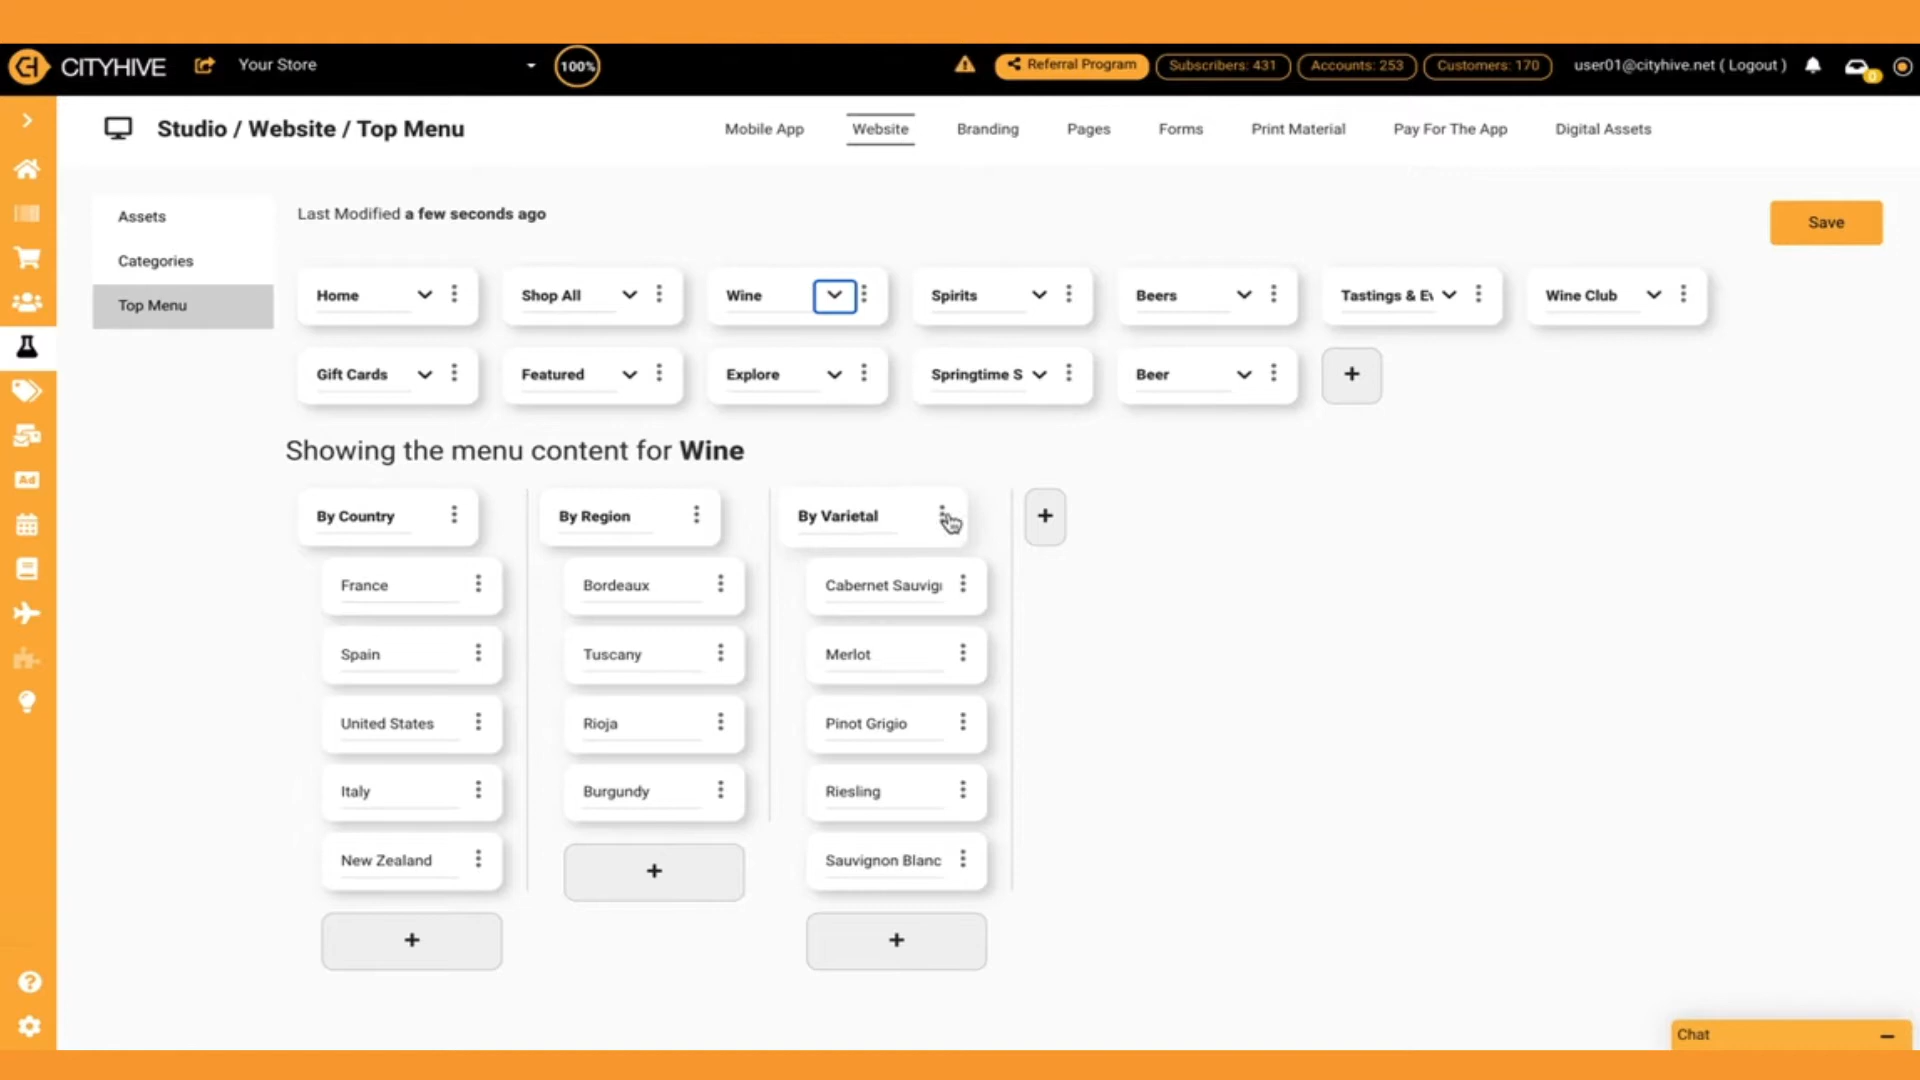 CITYHIVE
Your Store
100%
Referral Program
Subscribers: 431
Accounts: 253
Customers: 170
user01@cityhive.net ( Logout )
0
Studio / Website / Top Menu
Mobile App
Website
Branding
Pages
Forms
Print Material
Pay For The App
Digital Assets
Assets
Categories
Top Menu
Last Modified a few seconds ago
Save
Home
Shop All
Wine
Spirits
Beers
Tastings & Ev
Wine Club
Gift Cards
Featured
Explore
Springtime S
Beer
+
Showing the menu content for Wine
By Country
By Region
By Varietal
+
France
Bordeaux
Cabernet Sauvig
Spain
Tuscany
Merlot
United States
Rioja
Pinot Grigio
Italy
Burgundy
Riesling
New Zealand
+
Sauvignon Blanc
+
+
Ad
?
Chat